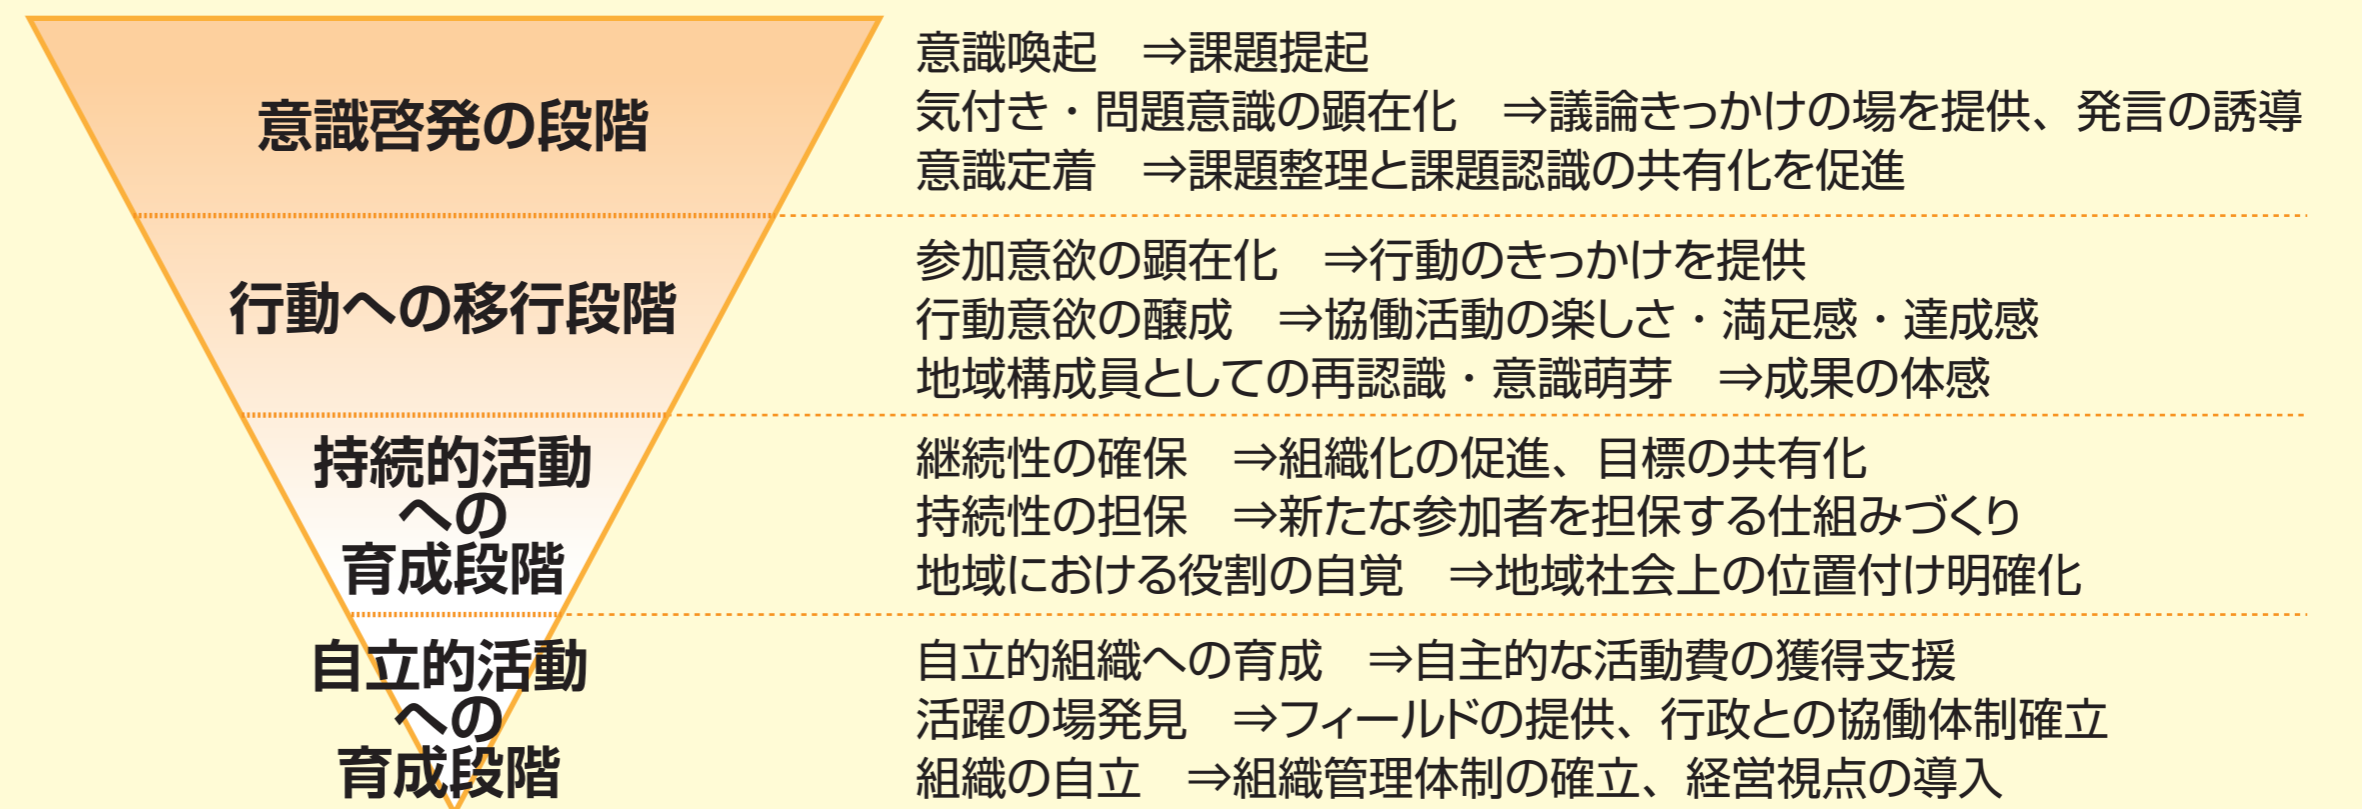 意識啓発の段階
意識喚起　⇒課題提起
気付き・問題意識の顕在化　⇒議論きっかけの場を提供、発言の誘導
意識定着　⇒課題整理と課題認識の共有化を促進
行動への移行段階
参加意欲の顕在化　⇒行動のきっかけを提供
行動意欲の醸成　⇒協働活動の楽しさ・満足感・達成感
地域構成員としての再認識・意識萌芽　⇒成果の体感
持続的活動
への
育成段階
継続性の確保　⇒組織化の促進、目標の共有化
持続性の担保　⇒新たな参加者を担保する仕組みづくり
地域における役割の自覚　⇒地域社会上の位置付け明確化
自立的活動
への
育成段階
自立的組織への育成　⇒自主的な活動費の獲得支援
活躍の場発見　⇒フィールドの提供、行政との協働体制確立
組織の自立　⇒組織管理体制の確立、経営視点の導入